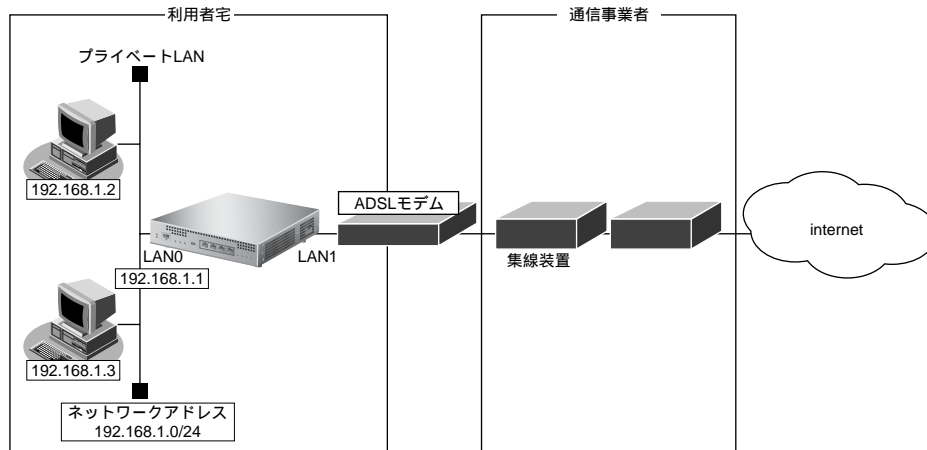 利用者宅
通信事業者
プライベートLAN
192.168.1.2
ADSLモデム
LAN0
LAN1
192.168.1.1
集線装置
internet
192.168.1.3
ネットワークアドレス
192.168.1.0/24